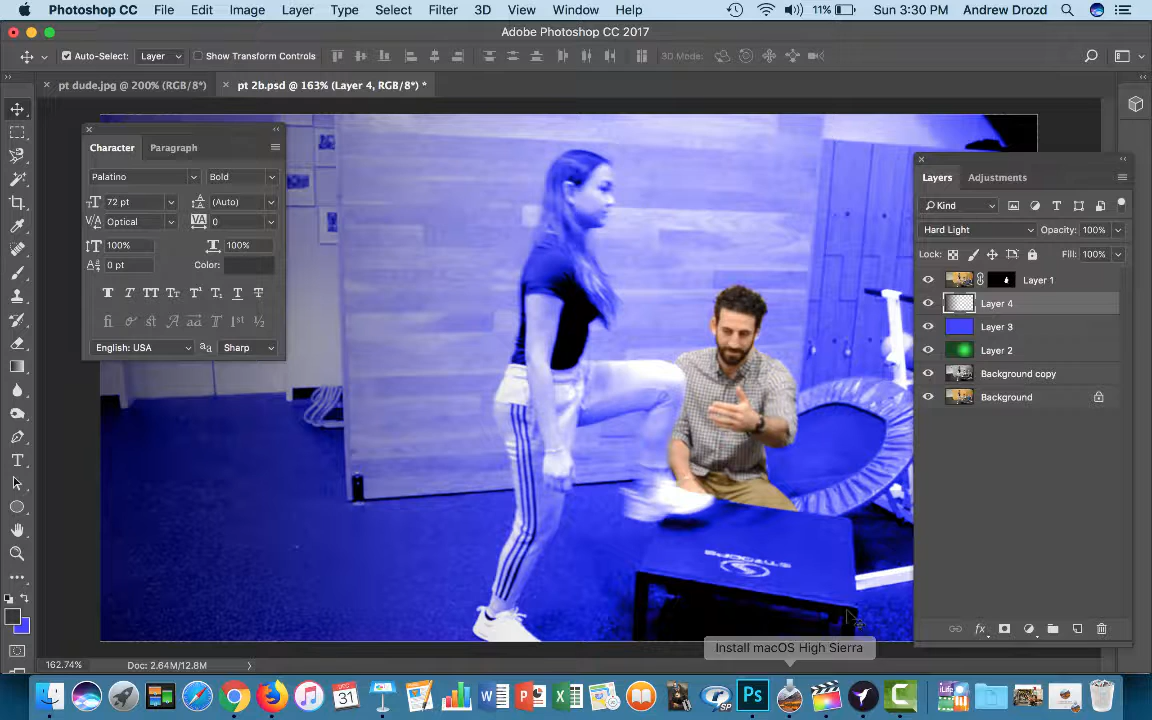 Photoshop CC File Edit Image Layer Type Select Filter 3D View Window Help 11% Sun 3:30 PM Andrew Drozd
Adobe Photoshop CC 2017
Auto-Select: Layer Show Transform Controls 3D Mode:
pt dude.jpg @ 200% (RGB/8*) pt 2b.psd @ 163% (Layer 4, RGB/8*) *
Character Paragraph
Palatino Bold
72 pt (Auto)
Optical 0
100% 100%
0 pt Color:
English: USA Sharp
Layers Adjustments
Kind
Hard Light Opacity: 100%
Lock: Fill: 100%
Layer 1
Layer 4
Layer 3
Layer 2
Background copy
Background
STROOPS
Install macOS High Sierra
162.74% Doc: 2.64M/12.8M